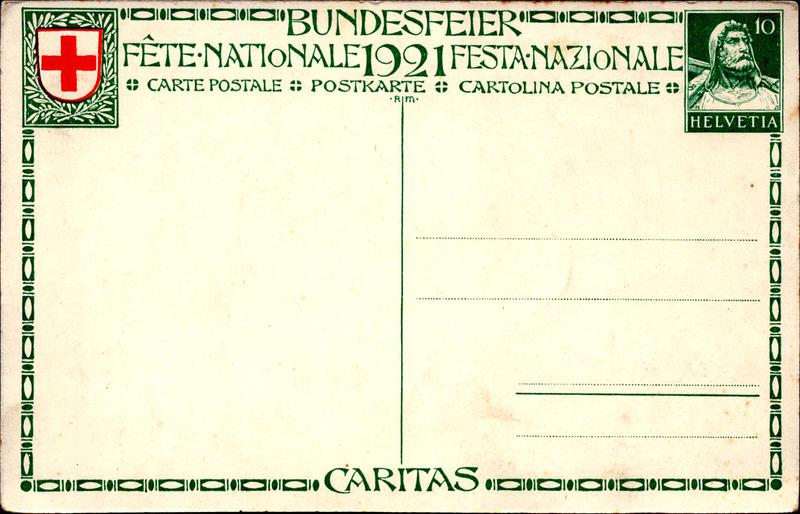 BUNDESFEIER
FÊTE·NATIONALE 1921 FESTA·NAZIONALE
CARTE POSTALE POSTKARTE CARTOLINA POSTALE
·R·M·
10
HELVETIA
CARITAS